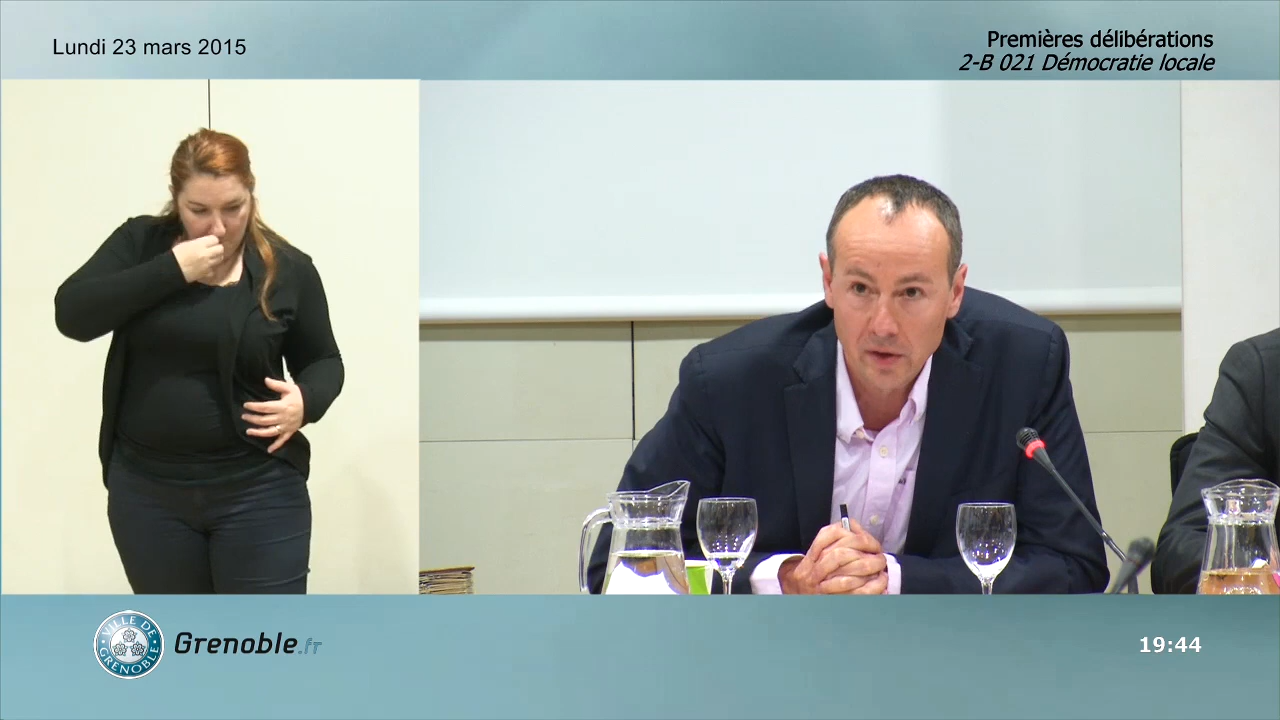 Lundi 23 mars 2015
Premières délibérations
2-B 021 Démocratie locale
VILLE DE
GRENOBLE
Grenoble.fr
19:44